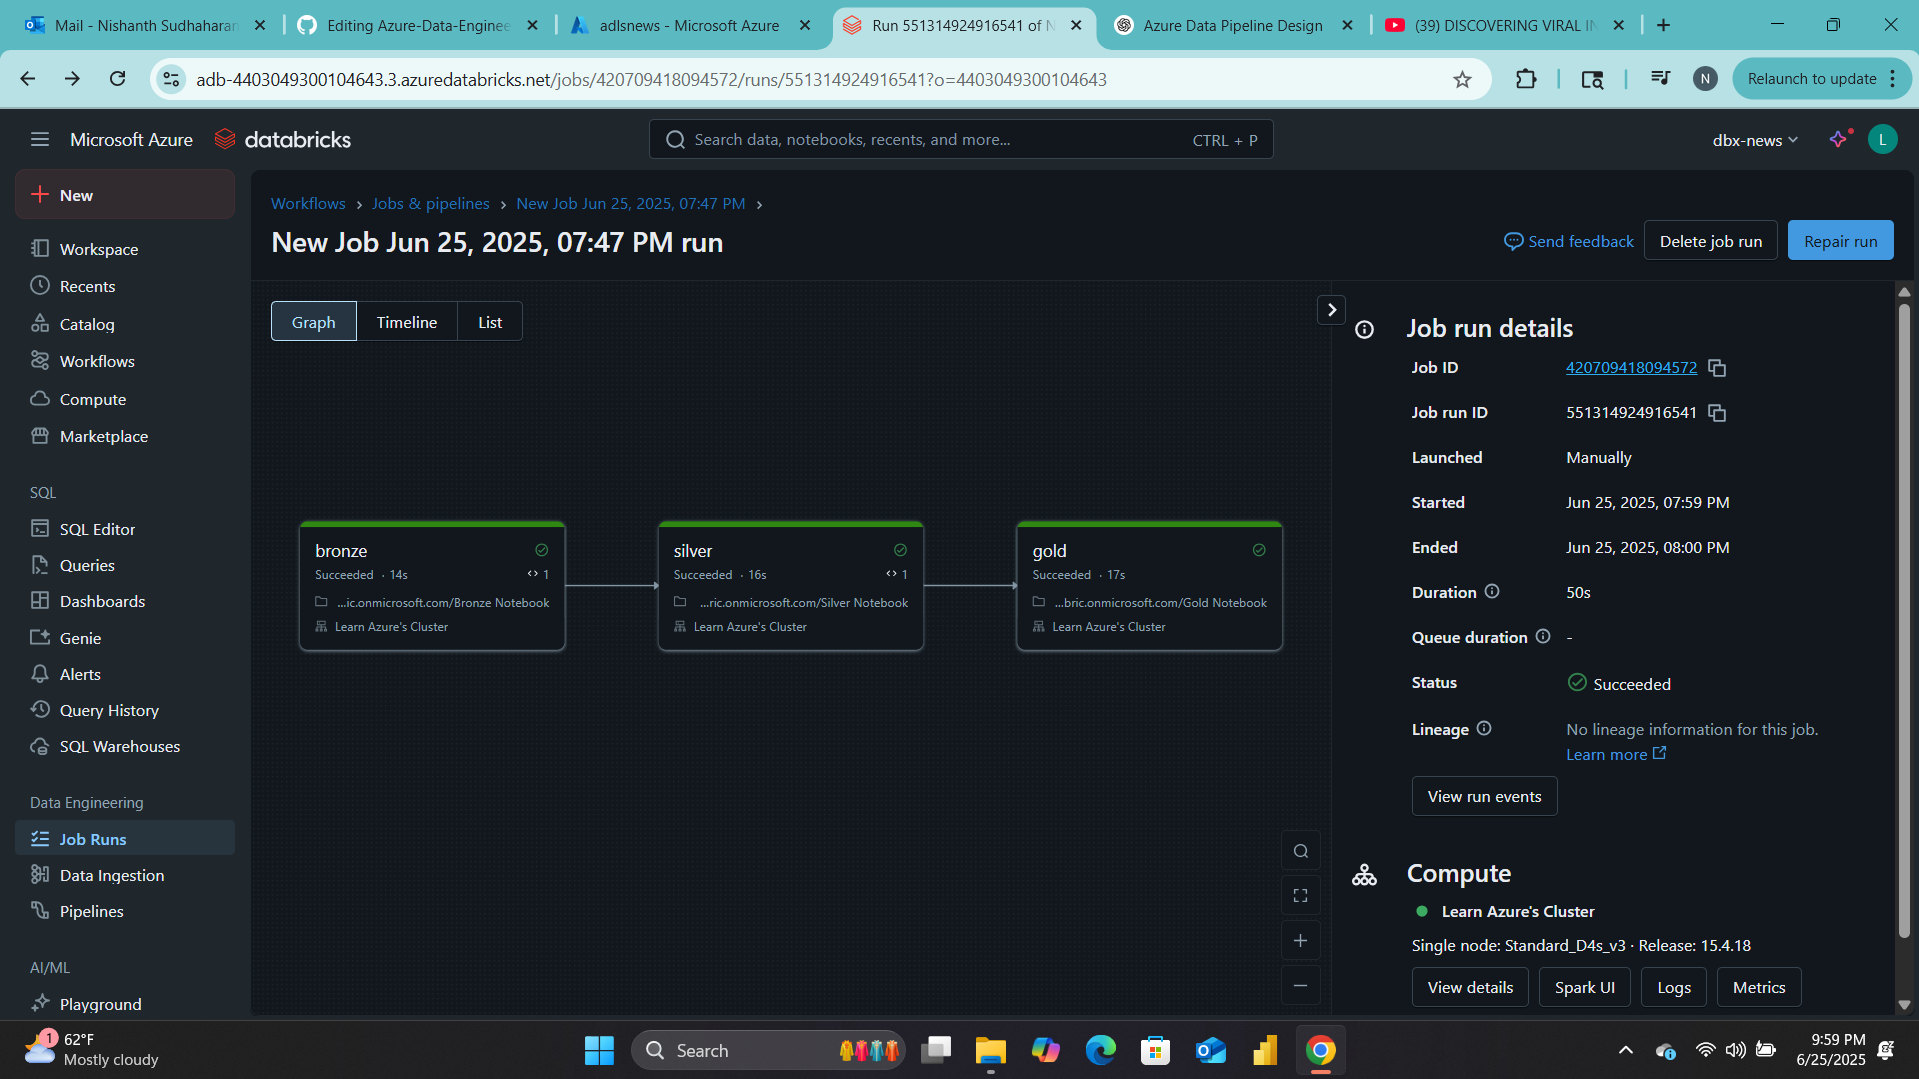 Mail - Nishanth Sudhaharan
Editing Azure-Data-Enginee
adlsnews - Microsoft Azure
Run 551314924916541 of N
Azure Data Pipeline Design
(39) DISCOVERING VIRAL IN
adb-4403049300104643.3.azuredatabricks.net/jobs/420709418094572/runs/551314924916541?o=4403049300104643
N
Relaunch to update
Microsoft Azure
databricks
Search data, notebooks, recents, and more...
CTRL + P
dbx-news
L
New
Workspace
Recents
Catalog
Workflows
Compute
Marketplace
SQL
SQL Editor
Queries
Dashboards
Genie
Alerts
Query History
SQL Warehouses
Data Engineering
Job Runs
Data Ingestion
Pipelines
AI/ML
Playground
Workflows › Jobs & pipelines › New Job Jun 25, 2025, 07:47 PM ›
New Job Jun 25, 2025, 07:47 PM run
Send feedback
Delete job run
Repair run
Graph
Timeline
List
bronze
Succeeded · 14s
1
...ic.onmicrosoft.com/Bronze Notebook
Learn Azure's Cluster
silver
Succeeded · 16s
1
...ric.onmicrosoft.com/Silver Notebook
Learn Azure's Cluster
gold
Succeeded · 17s
...bric.onmicrosoft.com/Gold Notebook
Learn Azure's Cluster
Job run details
Job ID 420709418094572
Job run ID 551314924916541
Launched Manually
Started Jun 25, 2025, 07:59 PM
Ended Jun 25, 2025, 08:00 PM
Duration 50s
Queue duration -
Status Succeeded
Lineage No lineage information for this job.
Learn more
View run events
Compute
Learn Azure's Cluster
Single node: Standard_D4s_v3 · Release: 15.4.18
View details
Spark UI
Logs
Metrics
1
62°F
Mostly cloudy
Search
9:59 PM
6/25/2025